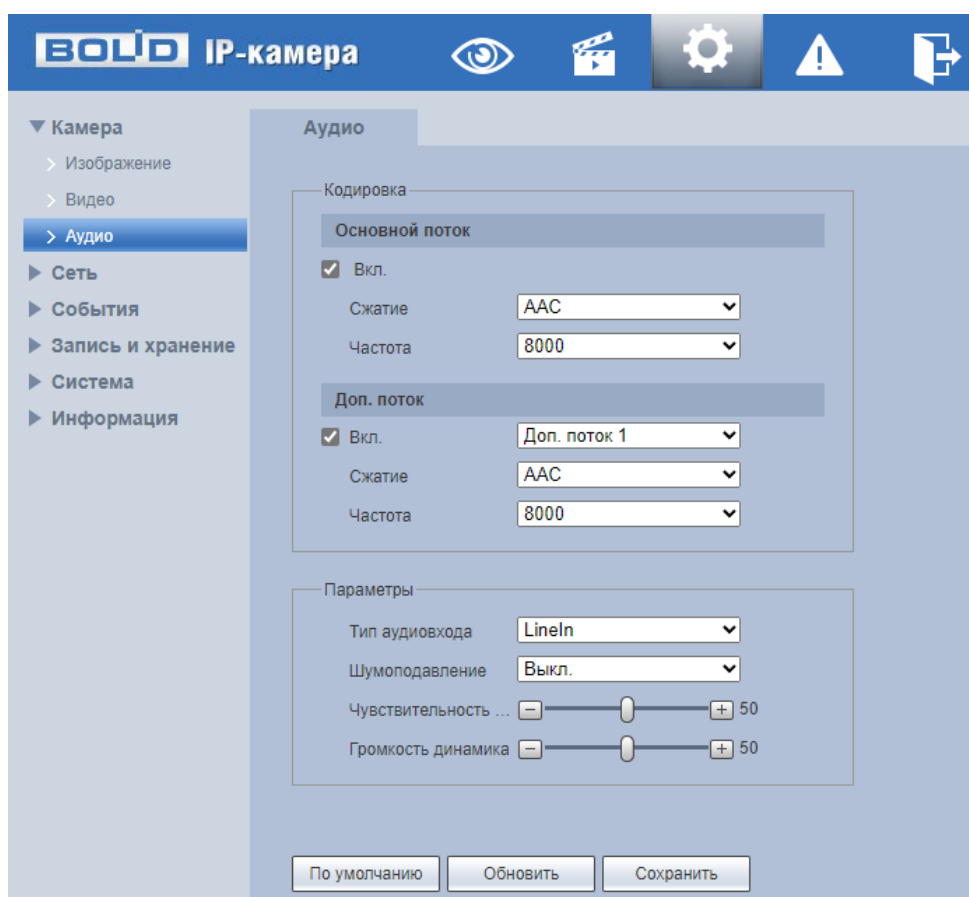 BOLID IP-камера
Камера
Изображение
Видео
Аудио
Сеть
События
Запись и хранение
Система
Информация
Аудио
Кодировка
Основной поток
Вкл.
Сжатие AAC
Частота 8000
Доп. поток
Вкл. Доп. поток 1
Сжатие AAC
Частота 8000
Параметры
Тип аудиовхода LineIn
Шумоподавление Выкл.
Чувствительность ... 50
Громкость динамика 50
По умолчанию Обновить Сохранить